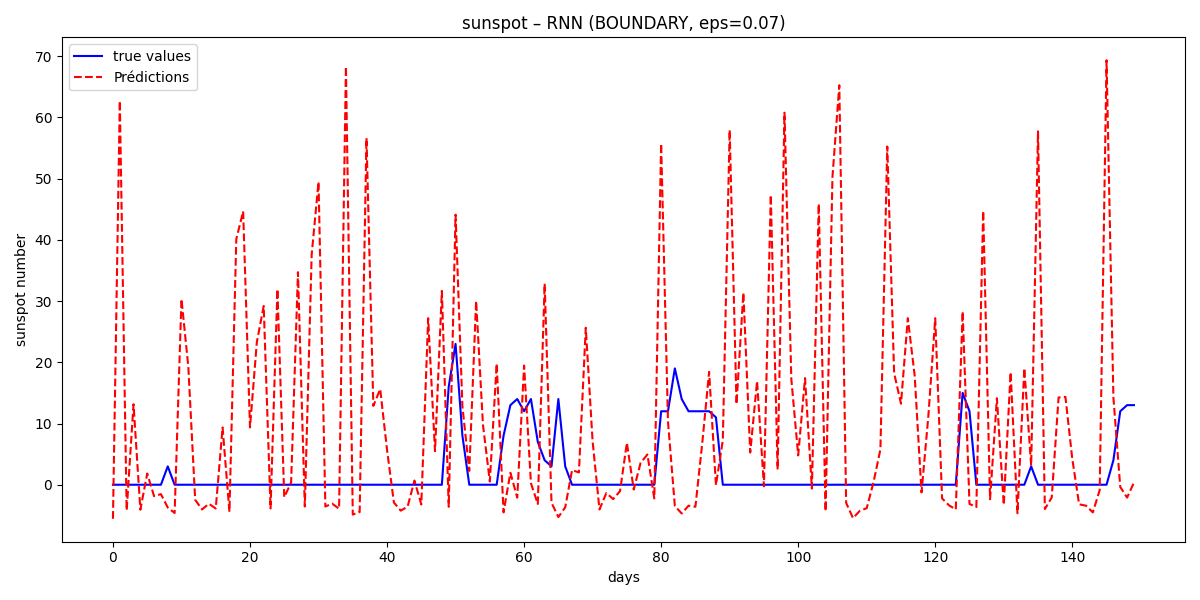 sunspot – RNN (BOUNDARY, eps=0.07)
true values
Prédictions
70
60
50
40
30
20
10
0
sunspot number
0 20 40 60 80 100 120 140
days